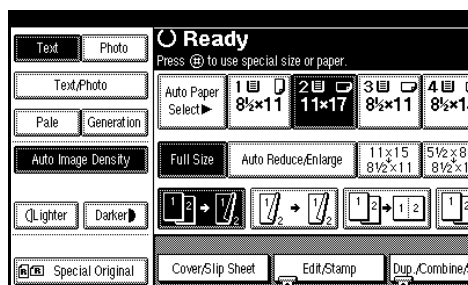 Text
Photo
Text/Photo
Pale
Generation
Auto Image Density
Lighter
Darker
Special Original
Ready
Press # to use special size or paper.
Auto Paper
Select▶
1
8½×11
2
11×17
3
8½×11
4
Full Size
Auto Reduce/Enlarge
11×15
8½×11
1 2 → 1 2
1 2 → 1 2
1 2 → 1 2
Cover/Slip Sheet
Edit/Stamp
Dup./Combine/